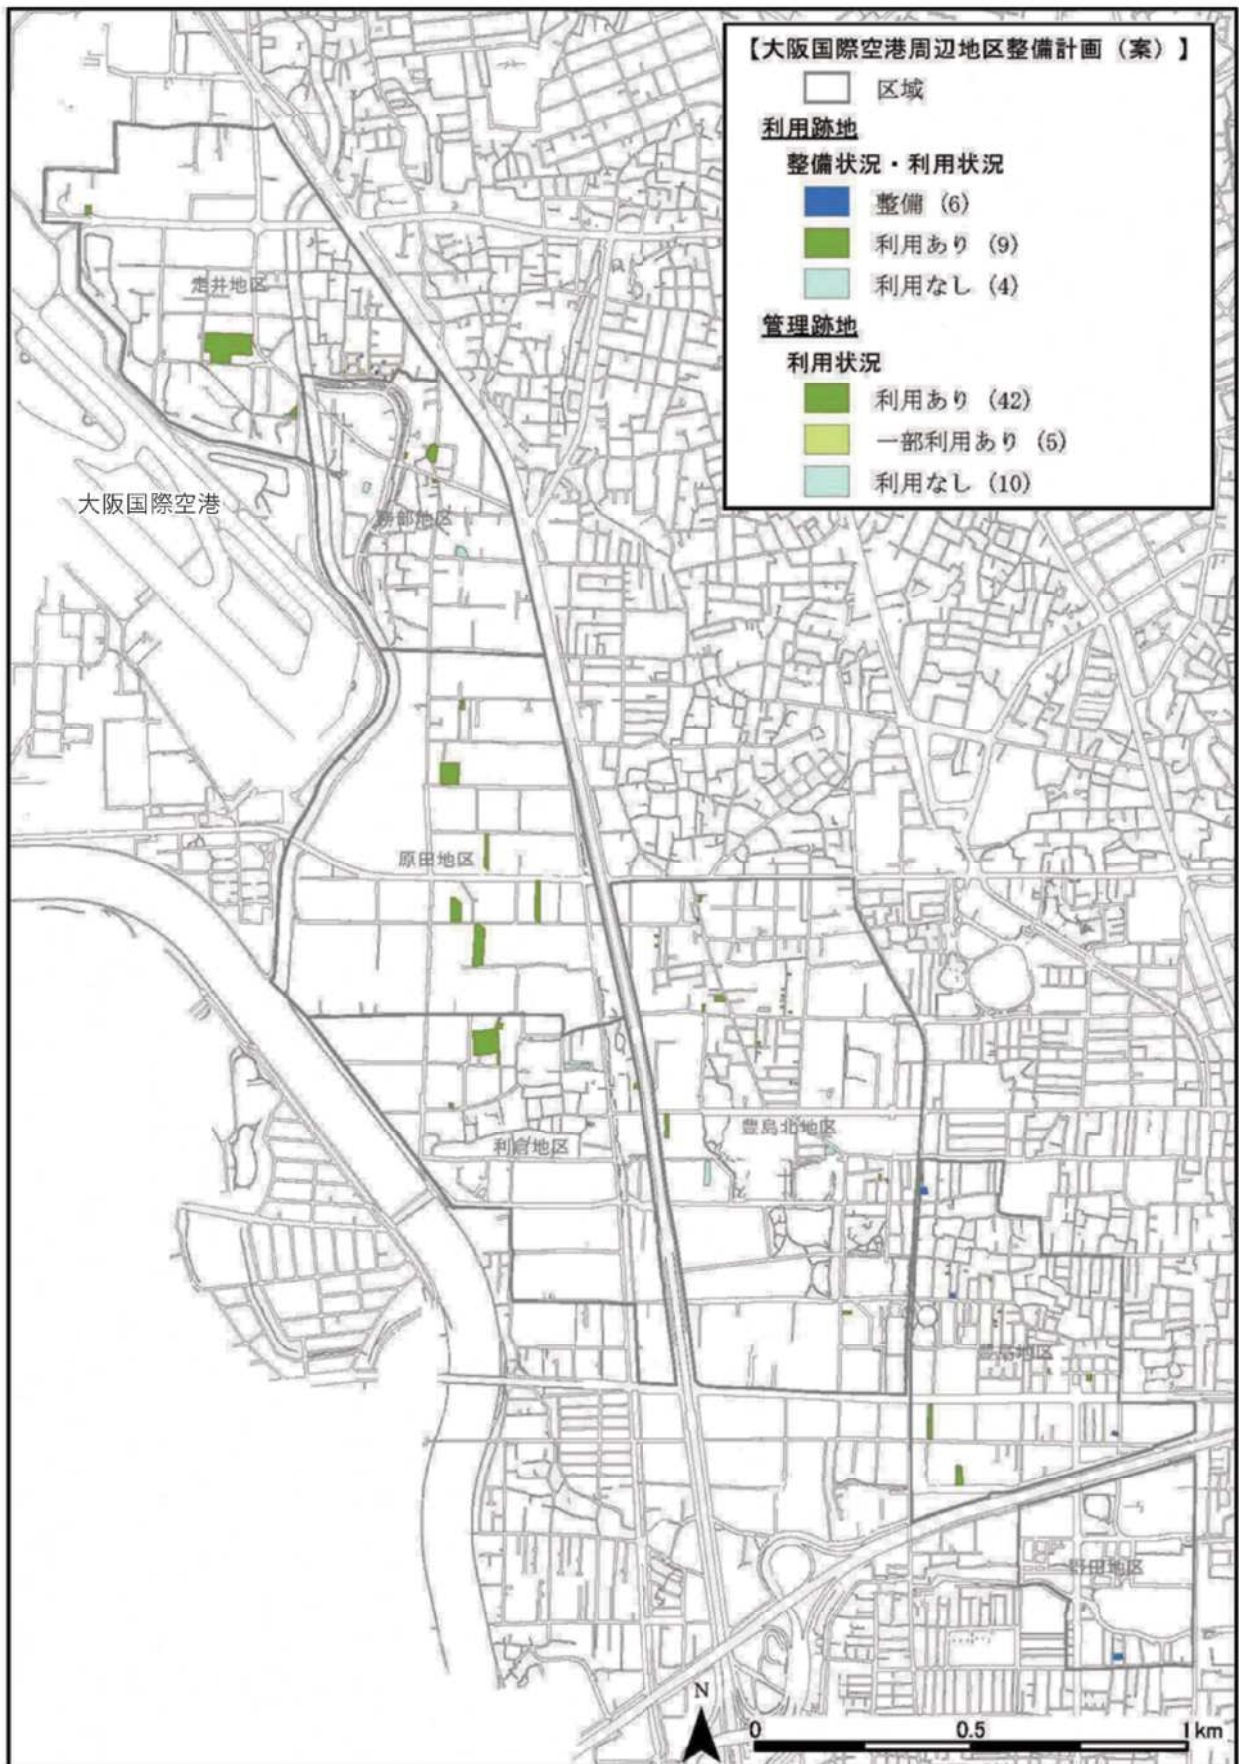 【大阪国際空港周辺地区整備計画（案）】
区域
利用跡地
整備状況・利用状況
整備 (6)
利用あり (9)
利用なし (4)
管理跡地
利用状況
利用あり (42)
一部利用あり (5)
利用なし (10)
走井地区
大阪国際空港
勝部地区
原田地区
豊島北地区
利倉地区
豊島地区
野田地区
N
0 0.5 1 km